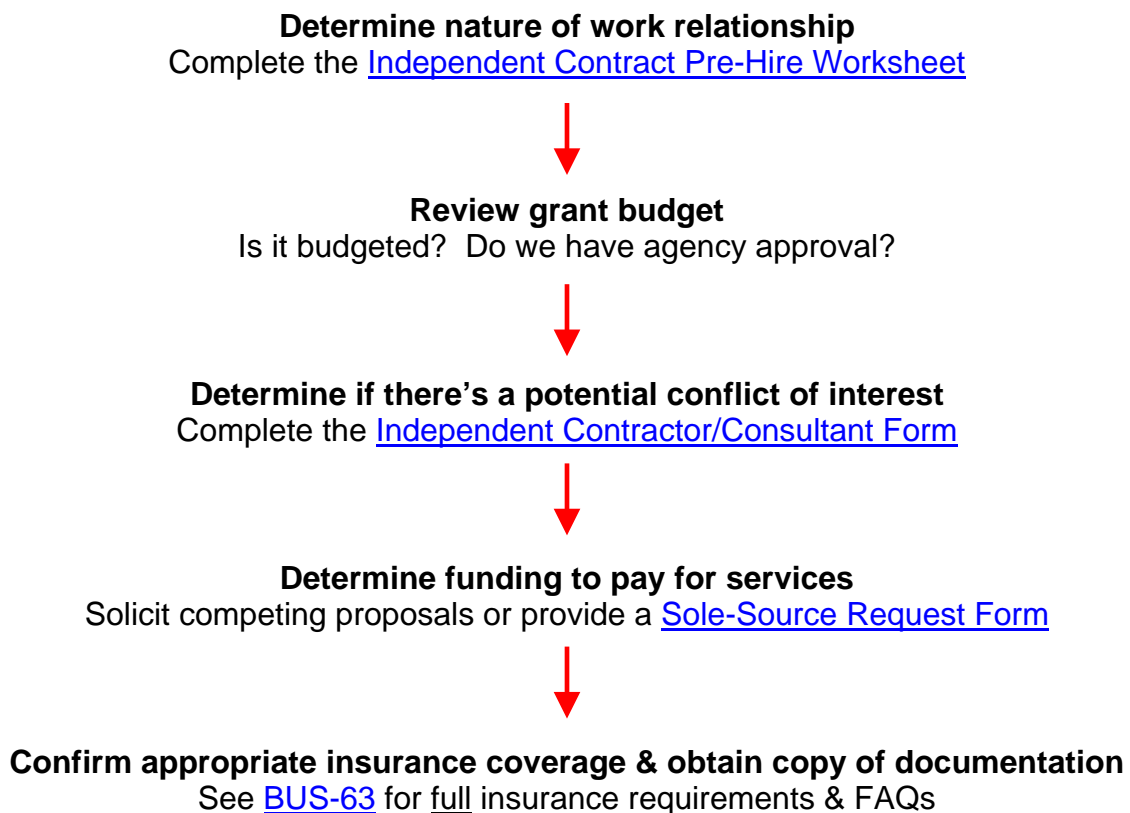 Determine nature of work relationship
Complete the Independent Contract Pre-Hire Worksheet
Review grant budget
Is it budgeted?  Do we have agency approval?
Determine if there’s a potential conflict of interest
Complete the Independent Contractor/Consultant Form
Determine funding to pay for services
Solicit competing proposals or provide a Sole-Source Request Form
Confirm appropriate insurance coverage & obtain copy of documentation
See BUS-63 for full insurance requirements & FAQs